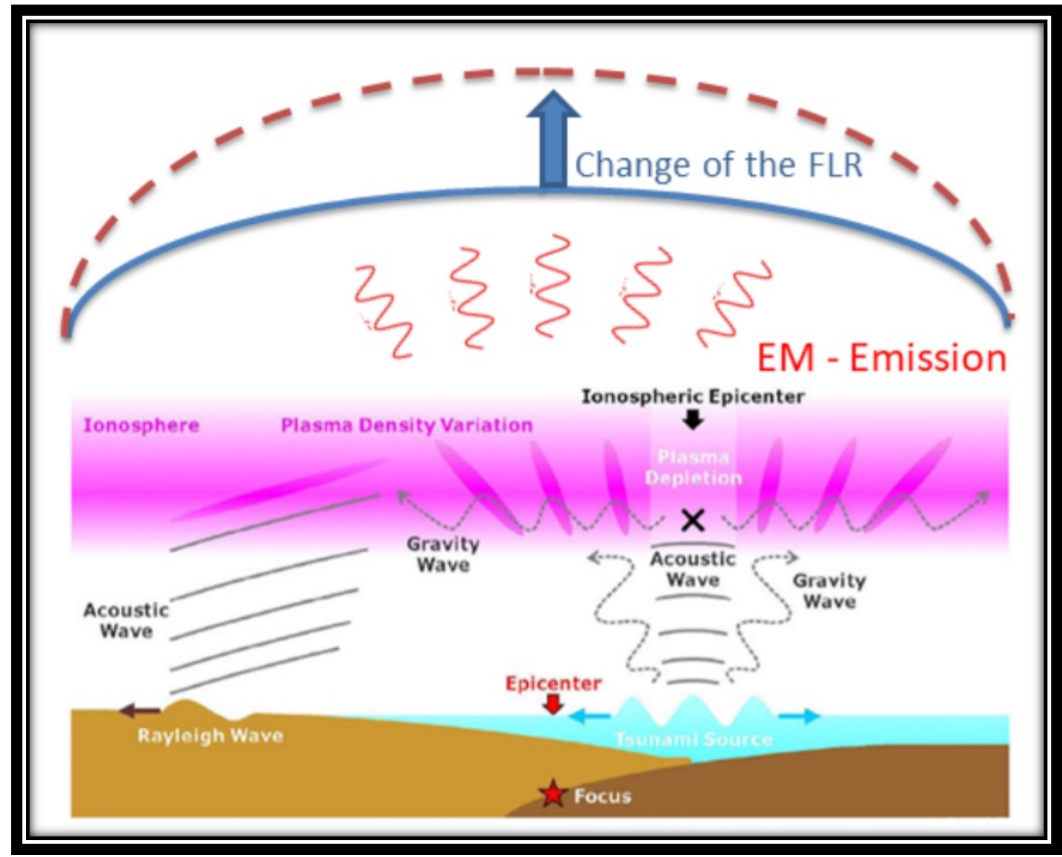 Change of the FLR
EM - Emission
Ionospheric Epicenter
Ionosphere
Plasma Density Variation
Plasma
Depletion
Gravity
Wave
Acoustic
Wave
Gravity
Wave
Acoustic
Wave
Epicenter
Rayleigh Wave
Tsunami Source
Focus